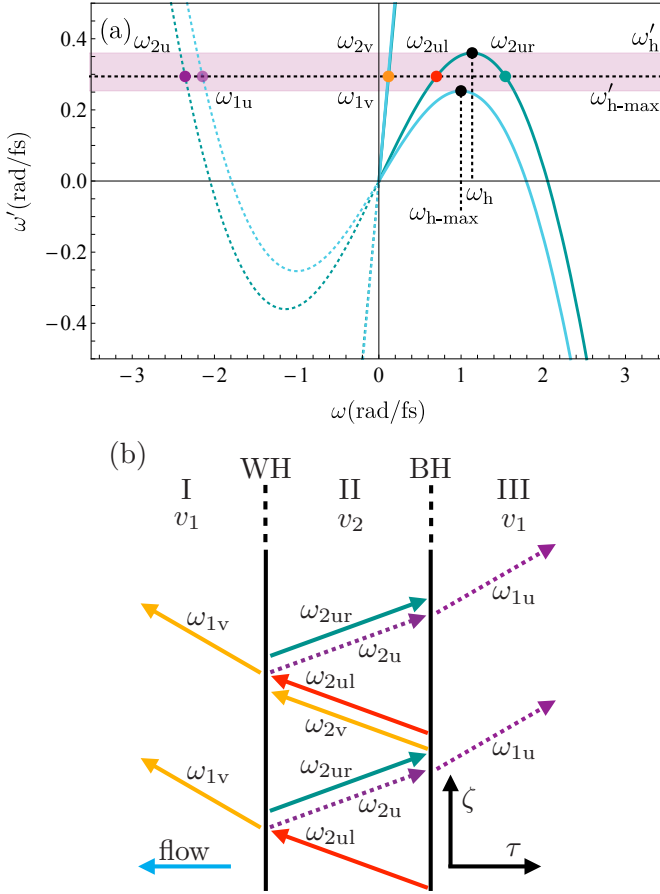 (a)
ω₂ᵤ ω₂ᵥ ω₂ᵤₗ ω₂ᵤᵣ ω′ₕ
0.4
0.2
ω₁ᵤ ω₁ᵥ ω′h-max
0.0
ω′(rad/fs)
ωₕ
ωh-max
-0.2
-0.4
-3 -2 -1 0 1 2 3
ω(rad/fs)
(b)
WH BH
I II III
v₁ v₂ v₁
ω₁ᵥ ω₂ᵤᵣ ω₁ᵤ
ω₂ᵤ
ω₂ᵤₗ
ω₂ᵥ
ω₁ᵥ ω₂ᵤᵣ ω₁ᵤ
ω₂ᵤ ζ
ω₂ᵤₗ
flow τ